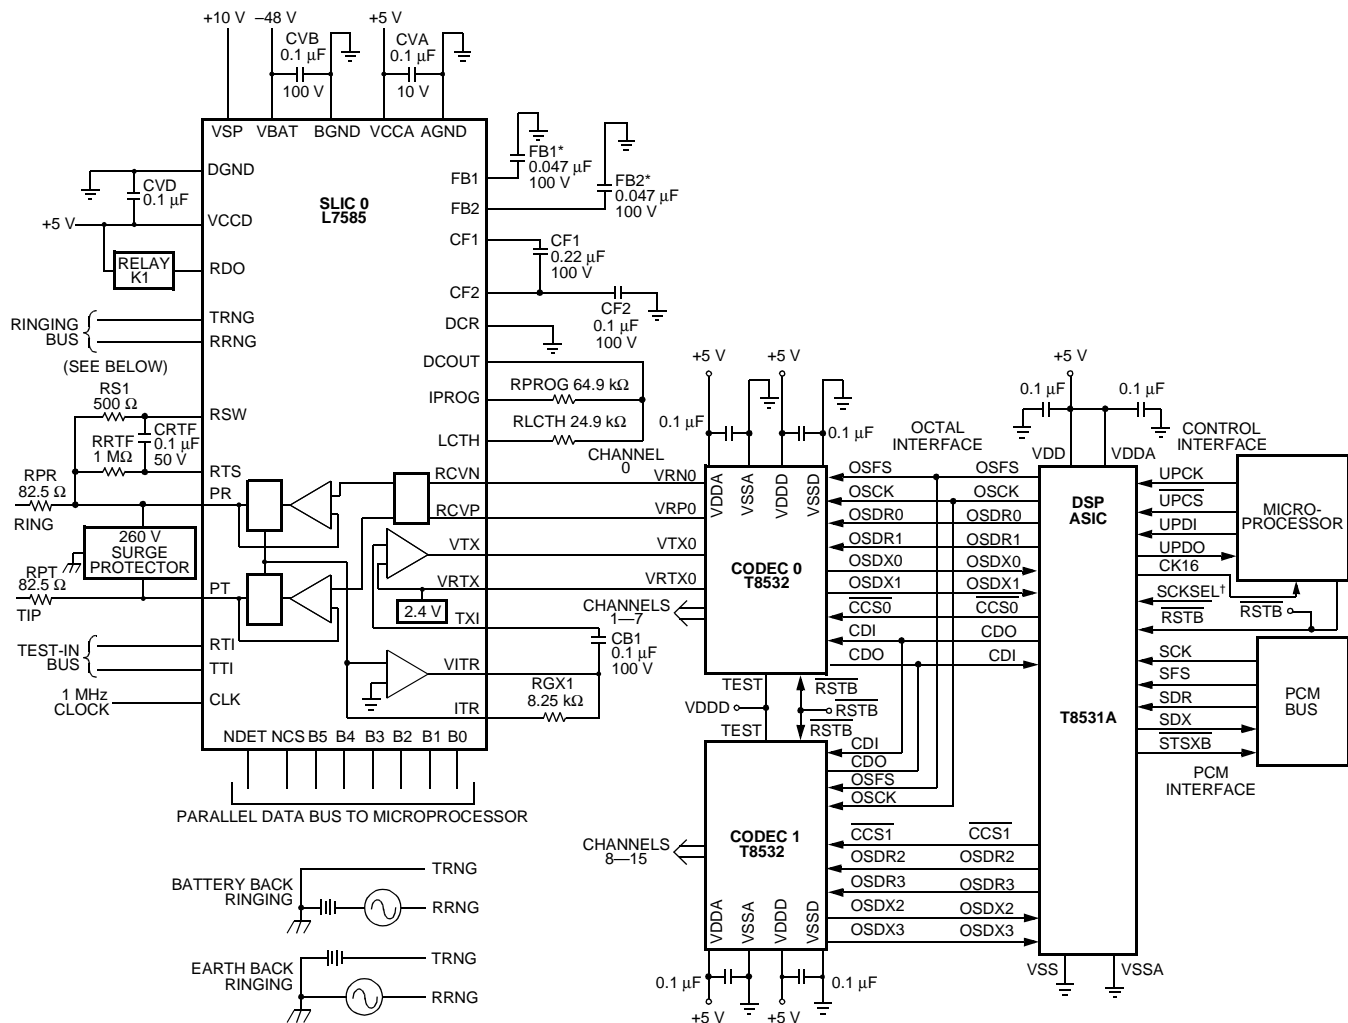 +10 V
–48 V
+5 V
CVB
0.1 µF
100 V
CVA
0.1 µF
10 V
VSP
VBAT
BGND
VCCA
AGND
DGND
CVD
0.1 µF
VCCD
+5 V
RELAY
K1
RDO
SLIC 0
L7585
FB1
FB2
FB1*
0.047 µF
100 V
FB2*
0.047 µF
100 V
CF1
CF1
0.22 µF
100 V
CF2
CF2
0.1 µF
100 V
DCR
DCOUT
IPROG
RPROG 64.9 kΩ
LCTH
RLCTH 24.9 kΩ
RINGING
BUS
TRNG
RRNG
(SEE BELOW)
RS1
500 Ω
RSW
RRTF
1 MΩ
CRTF
0.1 µF
50 V
RTS
RPR
82.5 Ω
RING
PR
260 V
SURGE
PROTECTOR
RPT
82.5 Ω
TIP
PT
TEST-IN
BUS
RTI
TTI
1 MHz
CLOCK
CLK
RCVN
RCVP
VTX
VRTX
2.4 V
TXI
VITR
ITR
CB1
0.1 µF
100 V
RGX1
8.25 kΩ
NDET
NCS
B5
B4
B3
B2
B1
B0
PARALLEL DATA BUS TO MICROPROCESSOR
BATTERY BACK
RINGING
TRNG
RRNG
EARTH BACK
RINGING
TRNG
RRNG
CHANNEL
0
VRN0
VRP0
VTX0
VRTX0
CHANNELS
1—7
+5 V
+5 V
0.1 µF
0.1 µF
VDDA
VSSA
VDDD
VSSD
CODEC 0
T8532
TEST
VDDD
TEST
RSTB
RSTB
RSTB
OCTAL
INTERFACE
OSFS
OSFS
OSCK
OSCK
OSDR0
OSDR0
OSDR1
OSDR1
OSDX0
OSDX0
OSDX1
OSDX1
CCS0
CCS0
CDI
CDO
CDO
CDI
CDI
CDO
OSFS
OSCK
CCS1
CCS1
OSDR2
OSDR2
OSDR3
OSDR3
OSDX2
OSDX2
OSDX3
OSDX3
CHANNELS
8—15
CODEC 1
T8532
VDDA
VSSA
VDDD
VSSD
0.1 µF
0.1 µF
+5 V
+5 V
+5 V
0.1 µF
0.1 µF
VDD
VDDA
DSP
ASIC
T8531A
VSS
VSSA
CONTROL
INTERFACE
UPCK
UPCS
UPDI
UPDO
CK16
SCKSEL†
RSTB
RSTB
MICRO-
PROCESSOR
SCK
SFS
SDR
SDX
STSXB
PCM
BUS
PCM
INTERFACE